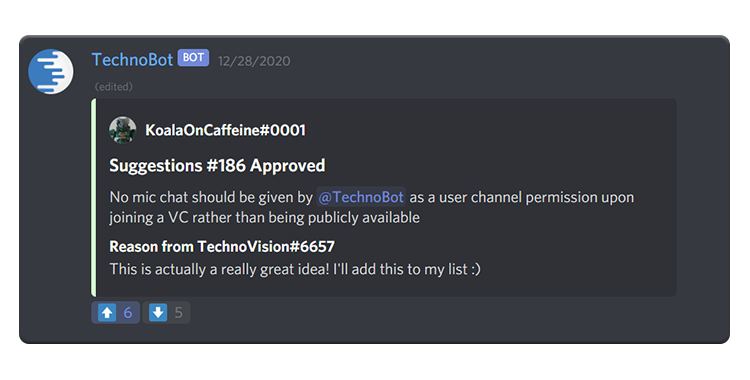 TechnoBot BOT 12/28/2020
(edited)
KoalaOnCaffeine#0001
Suggestions #186 Approved
No mic chat should be given by @TechnoBot as a user channel permission upon
joining a VC rather than being publicly available
Reason from TechnoVision#6657
This is actually a really great idea! I'll add this to my list :)
6 5